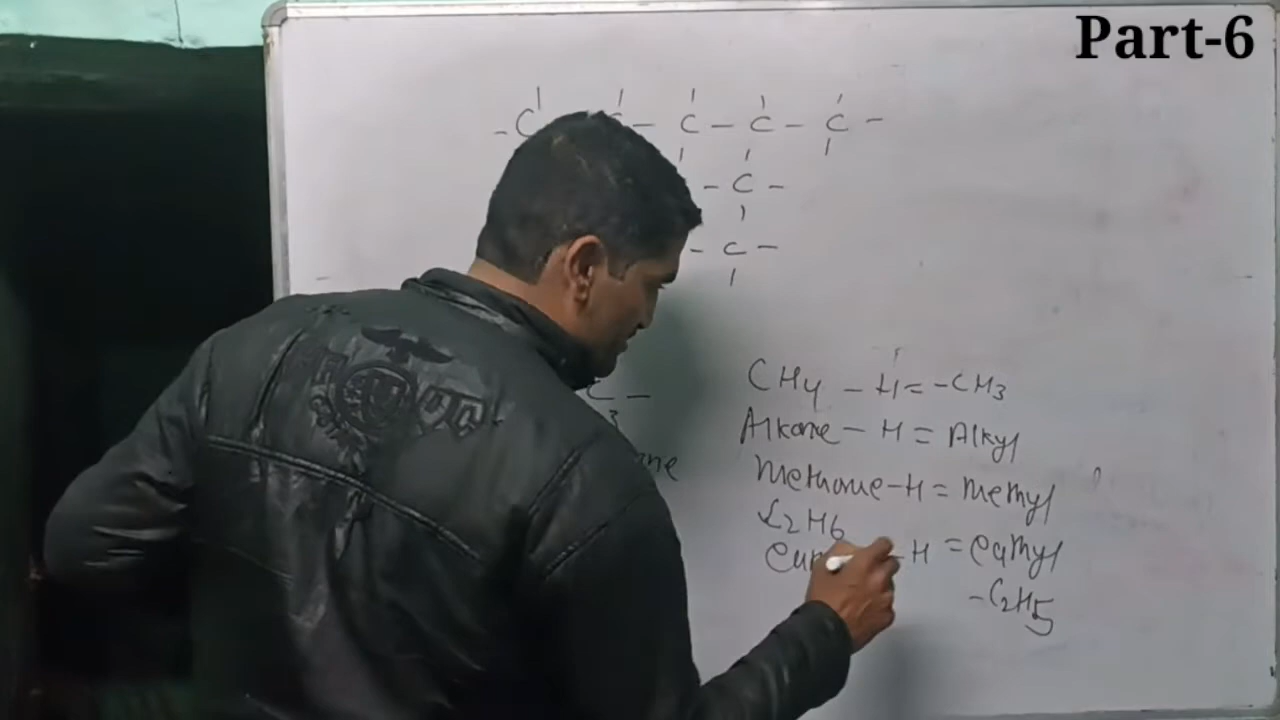 Part-6
- C - C - C - C -
- C -
- C -
C -
CH4 - H = -CH3
Alkane - H = Alkyl
Methane - H = Methyl
C2H6
- H = Ethyl
-C2H5